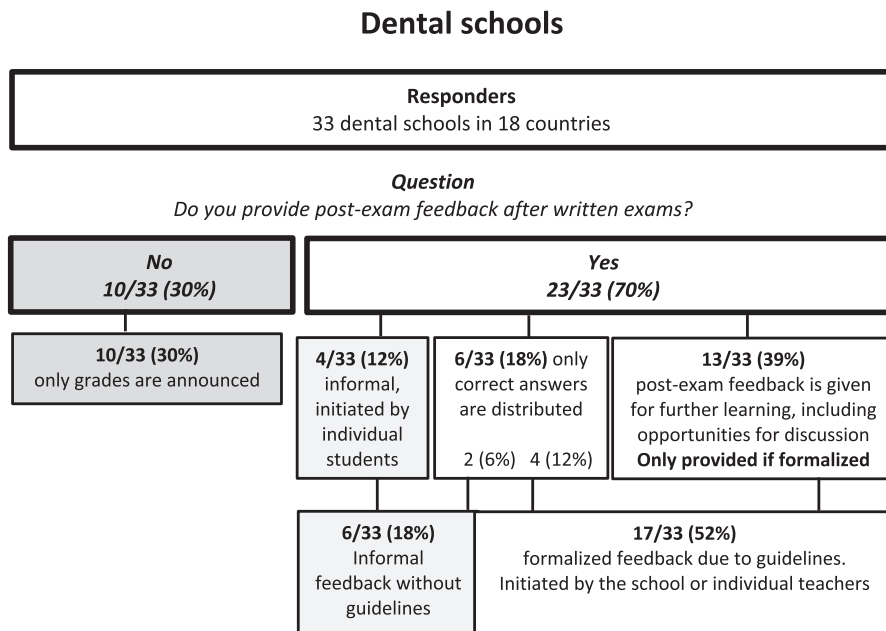 Dental schools
Responders
33 dental schools in 18 countries
Question
Do you provide post-exam feedback after written exams?
No
10/33 (30%)
Yes
23/33 (70%)
10/33 (30%)
only grades are announced
4/33 (12%)
informal,
initiated by
individual
students
6/33 (18%) only
correct answers
are distributed
2 (6%) 4 (12%)
13/33 (39%)
post-exam feedback is given
for further learning, including
opportunities for discussion
Only provided if formalized
6/33 (18%)
Informal
feedback without
guidelines
17/33 (52%)
formalized feedback due to guidelines.
Initiated by the school or individual teachers